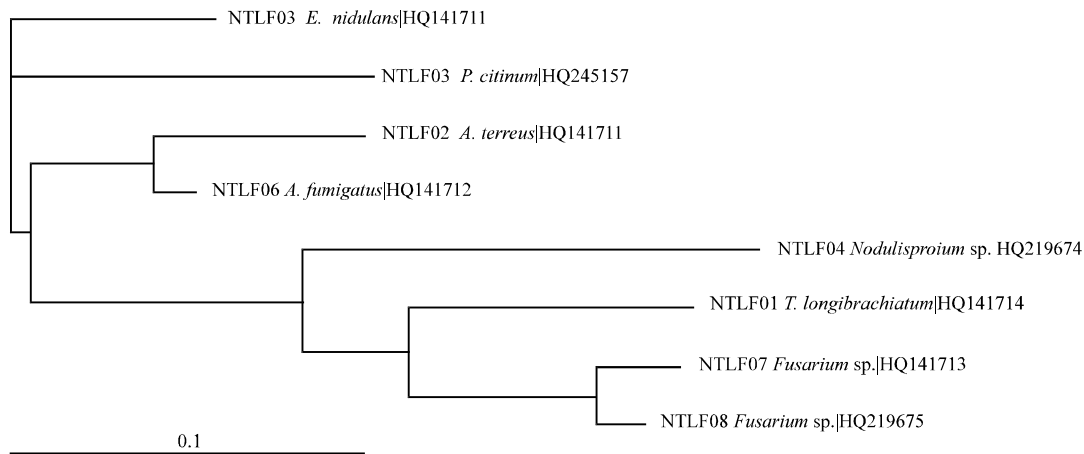 NTLF03 E. nidulans|HQ141711
NTLF03 P. citinum|HQ245157
NTLF02 A. terreus|HQ141711
NTLF06 A. fumigatus|HQ141712
NTLF04 Nodulisproium sp. HQ219674
NTLF01 T. longibrachiatum|HQ141714
NTLF07 Fusarium sp.|HQ141713
NTLF08 Fusarium sp.|HQ219675
0.1